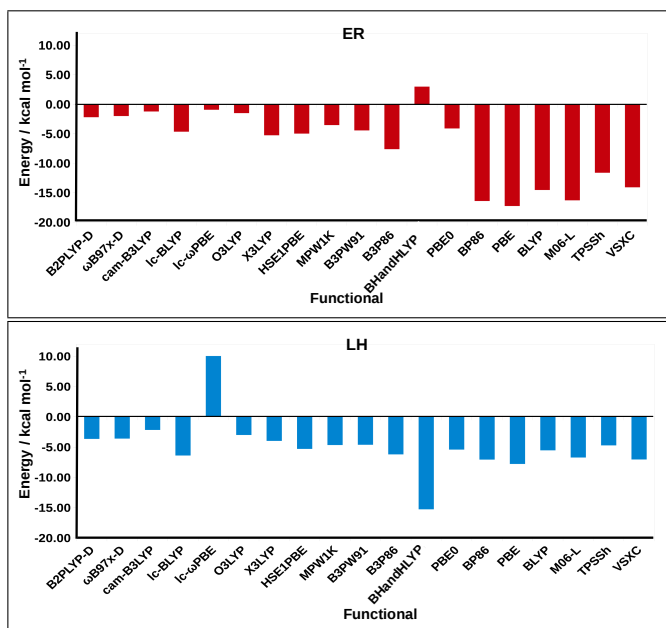 ER
Energy / kcal mol-1
10.00
5.00
0.00
-5.00
-10.00
-15.00
-20.00
B2PLYP-D
ωB97x-D
cam-B3LYP
lc-BLYP
lc-ωPBE
O3LYP
X3LYP
HSE1PBE
MPW1K
B3PW91
B3P86
BHandHLYP
PBE0
BP86
PBE
BLYP
M06-L
TPSSh
VSXC
Functional
LH
Energy / kcal mol-1
10.00
5.00
0.00
-5.00
-10.00
-15.00
-20.00
B2PLYP-D
ωB97x-D
cam-B3LYP
lc-BLYP
lc-ωPBE
O3LYP
X3LYP
HSE1PBE
MPW1K
B3PW91
B3P86
BHandHLYP
PBE0
BP86
PBE
BLYP
M06-L
TPSSh
VSXC
Functional